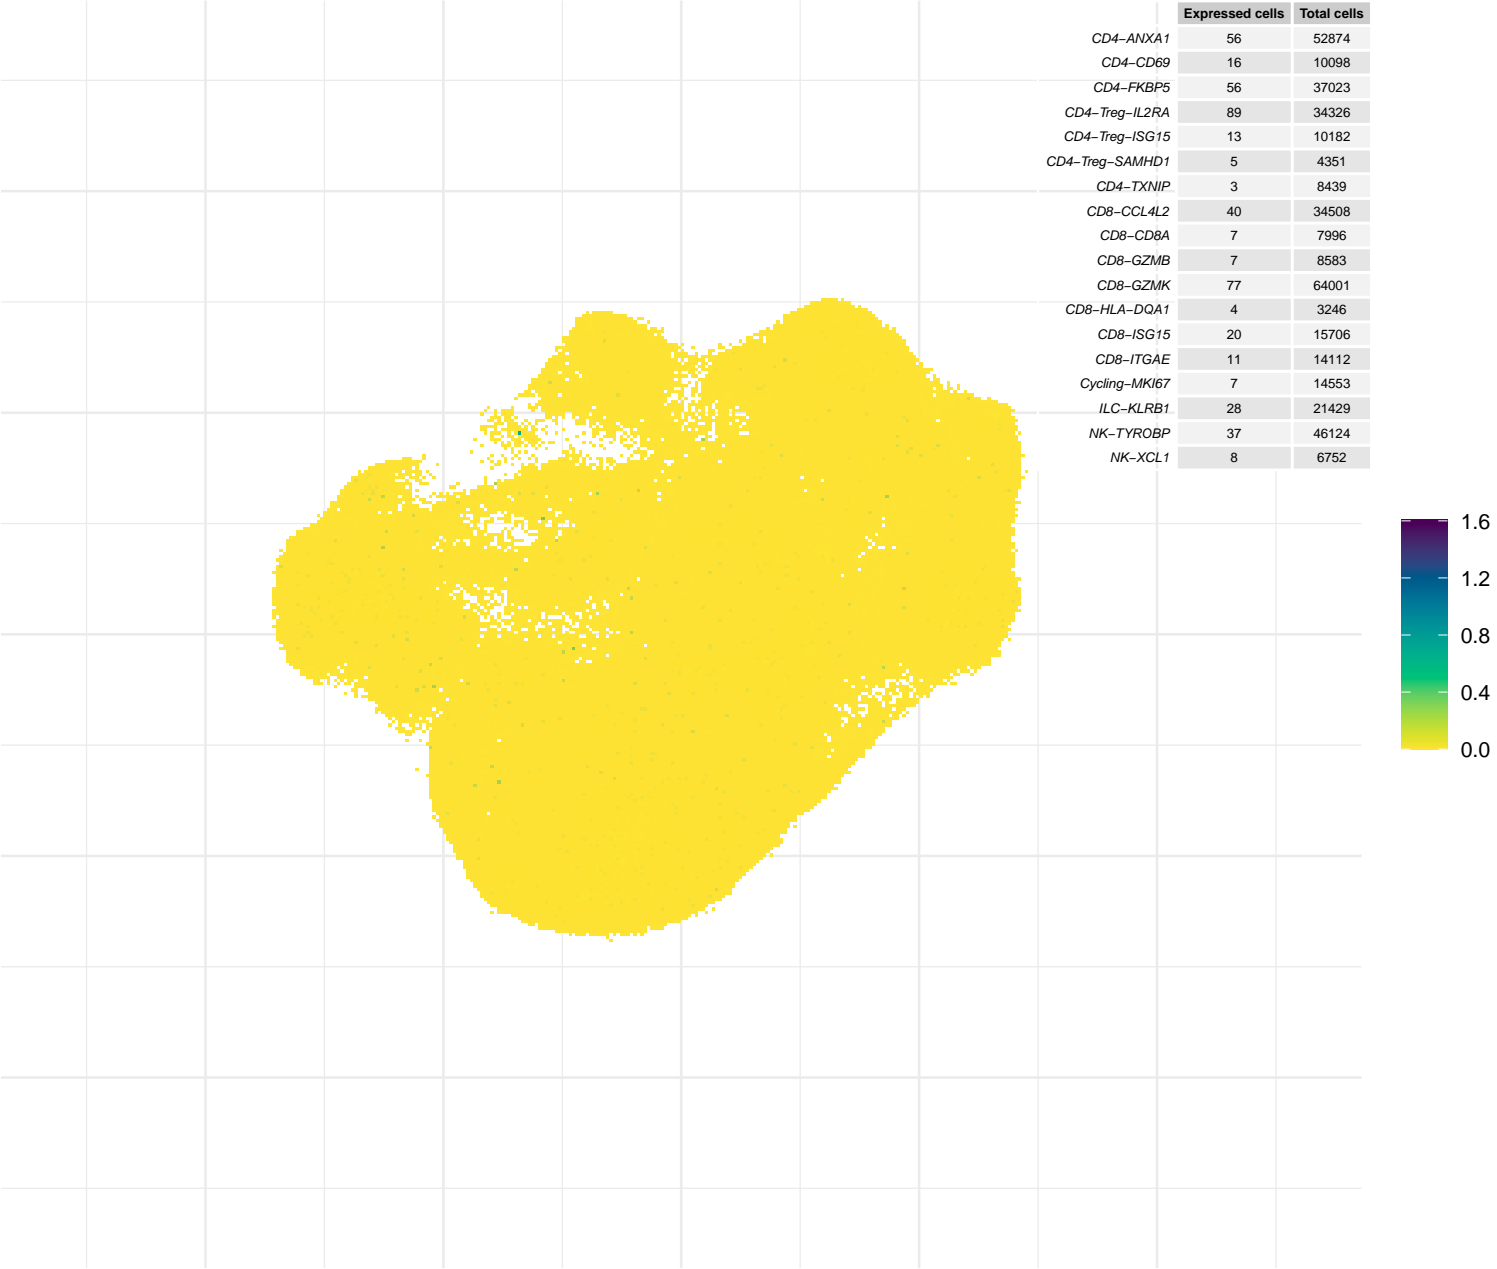 Expressed cells Total cells
CD4−ANXA1 56 52874
CD4−CD69 16 10098
CD4−FKBP5 56 37023
CD4−Treg−IL2RA 89 34326
CD4−Treg−ISG15 13 10182
CD4−Treg−SAMHD1 5 4351
CD4−TXNIP 3 8439
CD8−CCL4L2 40 34508
CD8−CD8A 7 7996
CD8−GZMB 7 8583
CD8−GZMK 77 64001
CD8−HLA−DQA1 4 3246
CD8−ISG15 20 15706
CD8−ITGAE 11 14112
Cycling−MKI67 7 14553
ILC−KLRB1 28 21429
NK−TYROBP 37 46124
NK−XCL1 8 6752
1.6
1.2
0.8
0.4
0.0